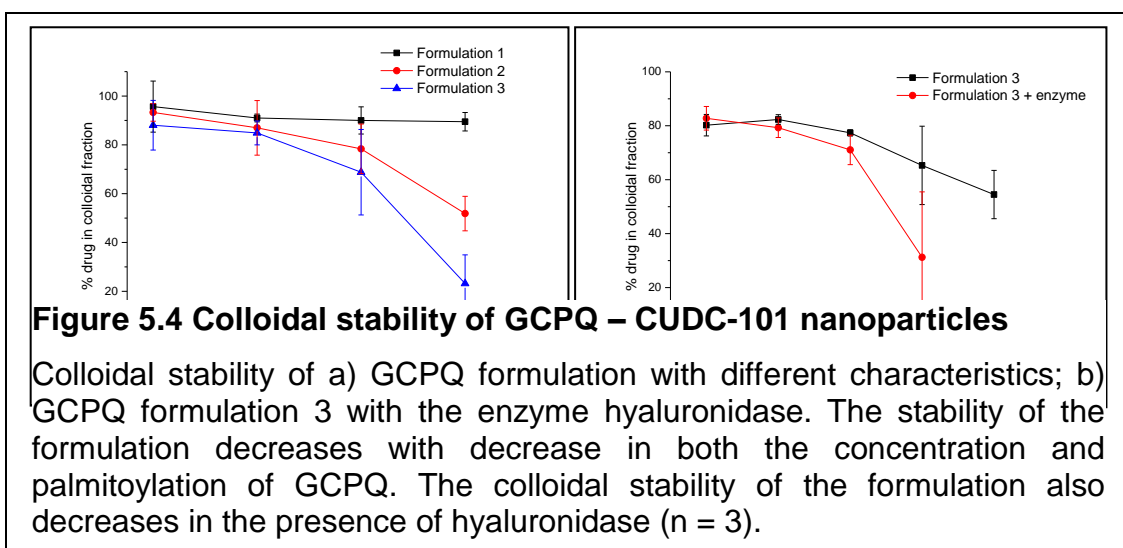 Formulation 1
Formulation 2
Formulation 3
100
80
60
40
20
% drug in colloidal fraction
Formulation 3
Formulation 3 + enzyme
100
80
60
40
20
% drug in colloidal fraction
Figure 5.4 Colloidal stability of GCPQ – CUDC-101 nanoparticles
Colloidal stability of a) GCPQ formulation with different characteristics; b)
GCPQ formulation 3 with the enzyme hyaluronidase. The stability of the
formulation decreases with decrease in both the concentration and
palmitoylation of GCPQ. The colloidal stability of the formulation also
decreases in the presence of hyaluronidase (n = 3).